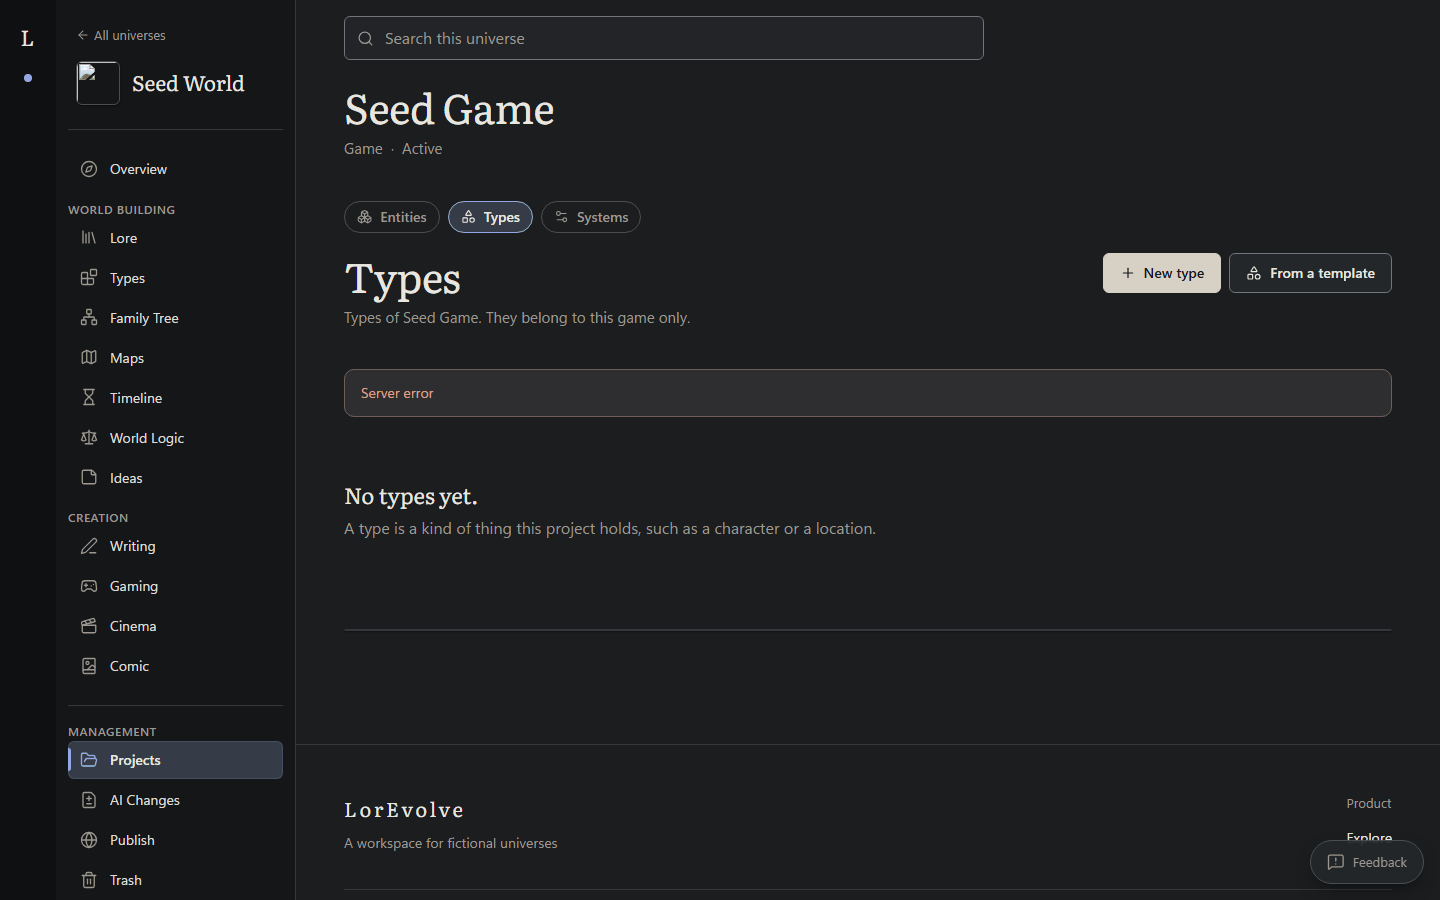 L
All universes
Seed World
Overview
WORLD BUILDING
Lore
Types
Family Tree
Maps
Timeline
World Logic
Ideas
CREATION
Writing
Gaming
Cinema
Comic
MANAGEMENT
Projects
AI Changes
Publish
Trash
Search this universe
Seed Game
Game · Active
Entities Types Systems
Types
New type From a template
Types of Seed Game. They belong to this game only.
Server error
No types yet.
A type is a kind of thing this project holds, such as a character or a location.
LorEvolve
A workspace for fictional universes
Product
Explore
Feedback